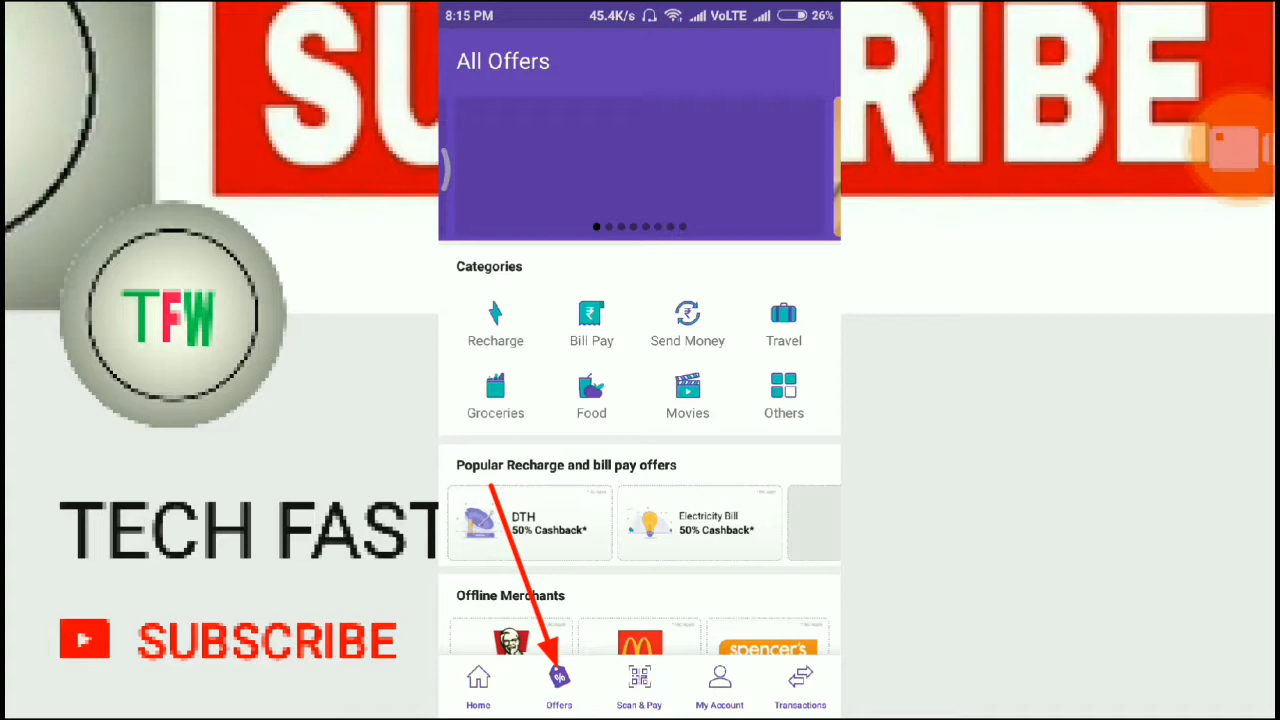 SU
RIBE
8:15 PM 45.4K/s VoLTE 26%
All Offers
Categories
Recharge Bill Pay Send Money Travel
Groceries Food Movies Others
Popular Recharge and bill pay offers
DTH
50% Cashback*
Electricity Bill
50% Cashback*
Offline Merchants
KFC
spencer's
Home Offers Scan & Pay My Account Transactions
TFW
TECH FAST
SUBSCRIBE